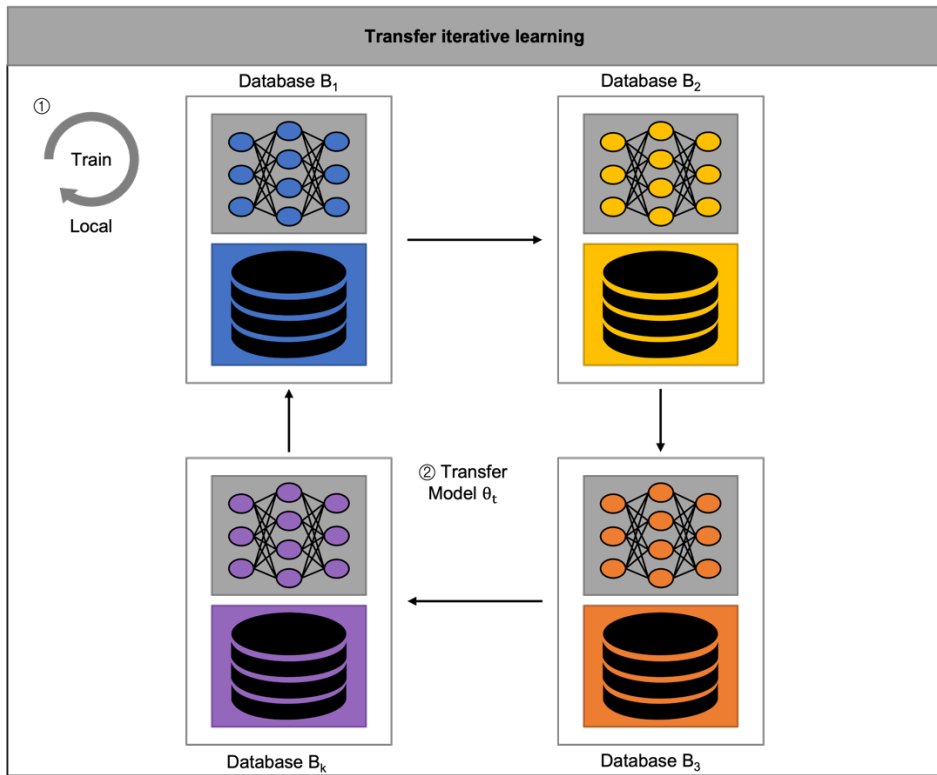 Transfer iterative learning
Database B₁
Database B₂
①
Train
Local
② Transfer
Model θₜ
Database Bₖ
Database B₃